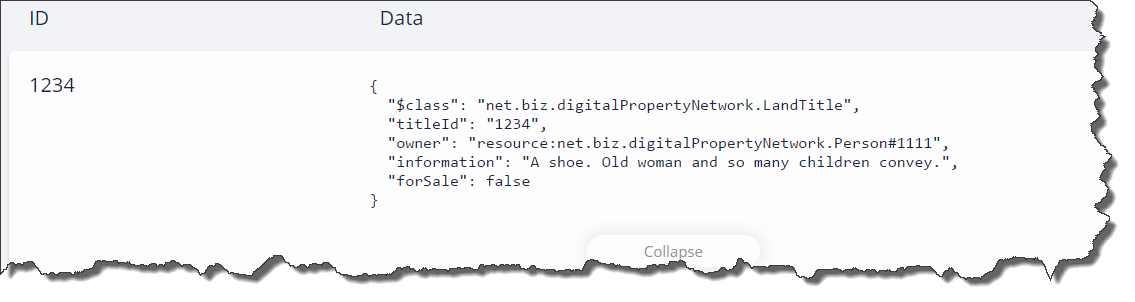 ID Data
1234
{
"$class": "net.biz.digitalPropertyNetwork.LandTitle",
"titleId": "1234",
"owner": "resource:net.biz.digitalPropertyNetwork.Person#1111",
"information": "A shoe. Old woman and so many children convey.",
"forSale": false
}
Collapse